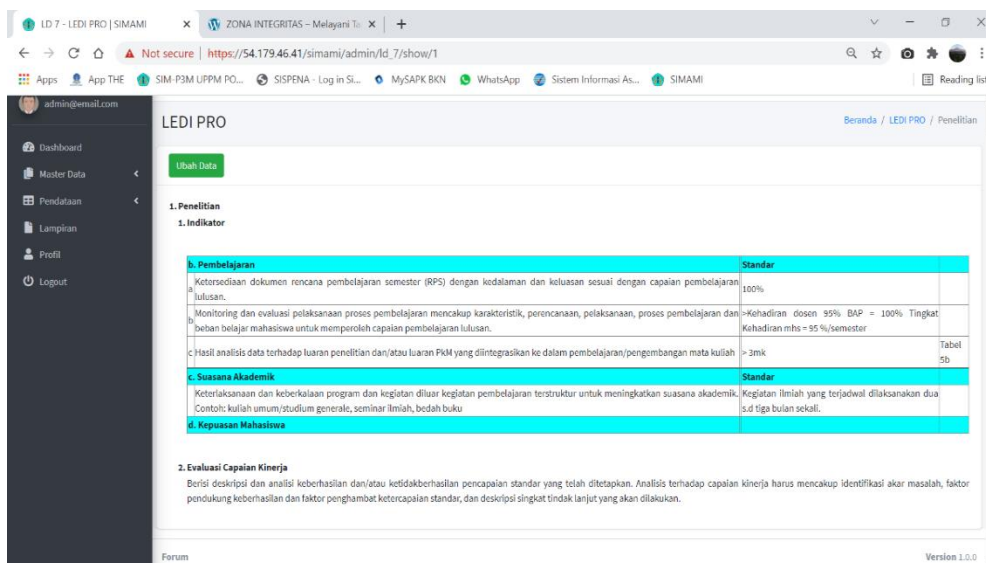 LD 7 - LEDI PRO | SIMAMI
ZONA INTEGRITAS – Melayani Ta
Not secure | https://54.179.46.41/simami/admin/ld_7/show/1
Apps
App THE
SIM-P3M UPPM PO...
SISPENA - Log in Si...
MySAPK BKN
WhatsApp
Sistem Informasi As...
SIMAMI
Reading list
admin@email.com
Dashboard
Master Data
Pendataan
Lampiran
Profil
Logout
LEDI PRO
Beranda / LEDI PRO / Penelitian
Ubah Data
1. Penelitian
1. Indikator
b. Pembelajaran Standar
a Ketersediaan dokumen rencana pembelajaran semester (RPS) dengan kedalaman dan keluasan sesuai dengan capaian pembelajaran
lulusan.
100%
b Monitoring dan evaluasi pelaksanaan proses pembelajaran mencakup karakteristik, perencanaan, pelaksanaan, proses pembelajaran dan
beban belajar mahasiswa untuk memperoleh capaian pembelajaran lulusan.
>Kehadiran dosen 95% BAP = 100% Tingkat
Kehadiran mhs = 95 %/semester
c Hasil analisis data terhadap luaran penelitian dan/atau luaran PkM yang diintegrasikan ke dalam pembelajaran/pengembangan mata kuliah
> 3mk
Tabel
5b
c. Suasana Akademik Standar
Keterlaksanaan dan keberkalaan program dan kegiatan diluar kegiatan pembelajaran terstruktur untuk meningkatkan suasana akademik.
Contoh: kuliah umum/studium generale, seminar ilmiah, bedah buku
Kegiatan ilmiah yang terjadwal dilaksanakan dua
s.d tiga bulan sekali.
d. Kepuasan Mahasiswa
2. Evaluasi Capaian Kinerja
Berisi deskripsi dan analisi keberhasilan dan/atau ketidakberhasilan pencapaian standar yang telah ditetapkan. Analisis terhadap capaian kinerja harus mencakup identifikasi akar masalah, faktor
pendukung keberhasilan dan faktor penghambat ketercapaian standar, dan deskripsi singkat tindak lanjut yang akan dilakukan.
Forum
Version 1.0.0